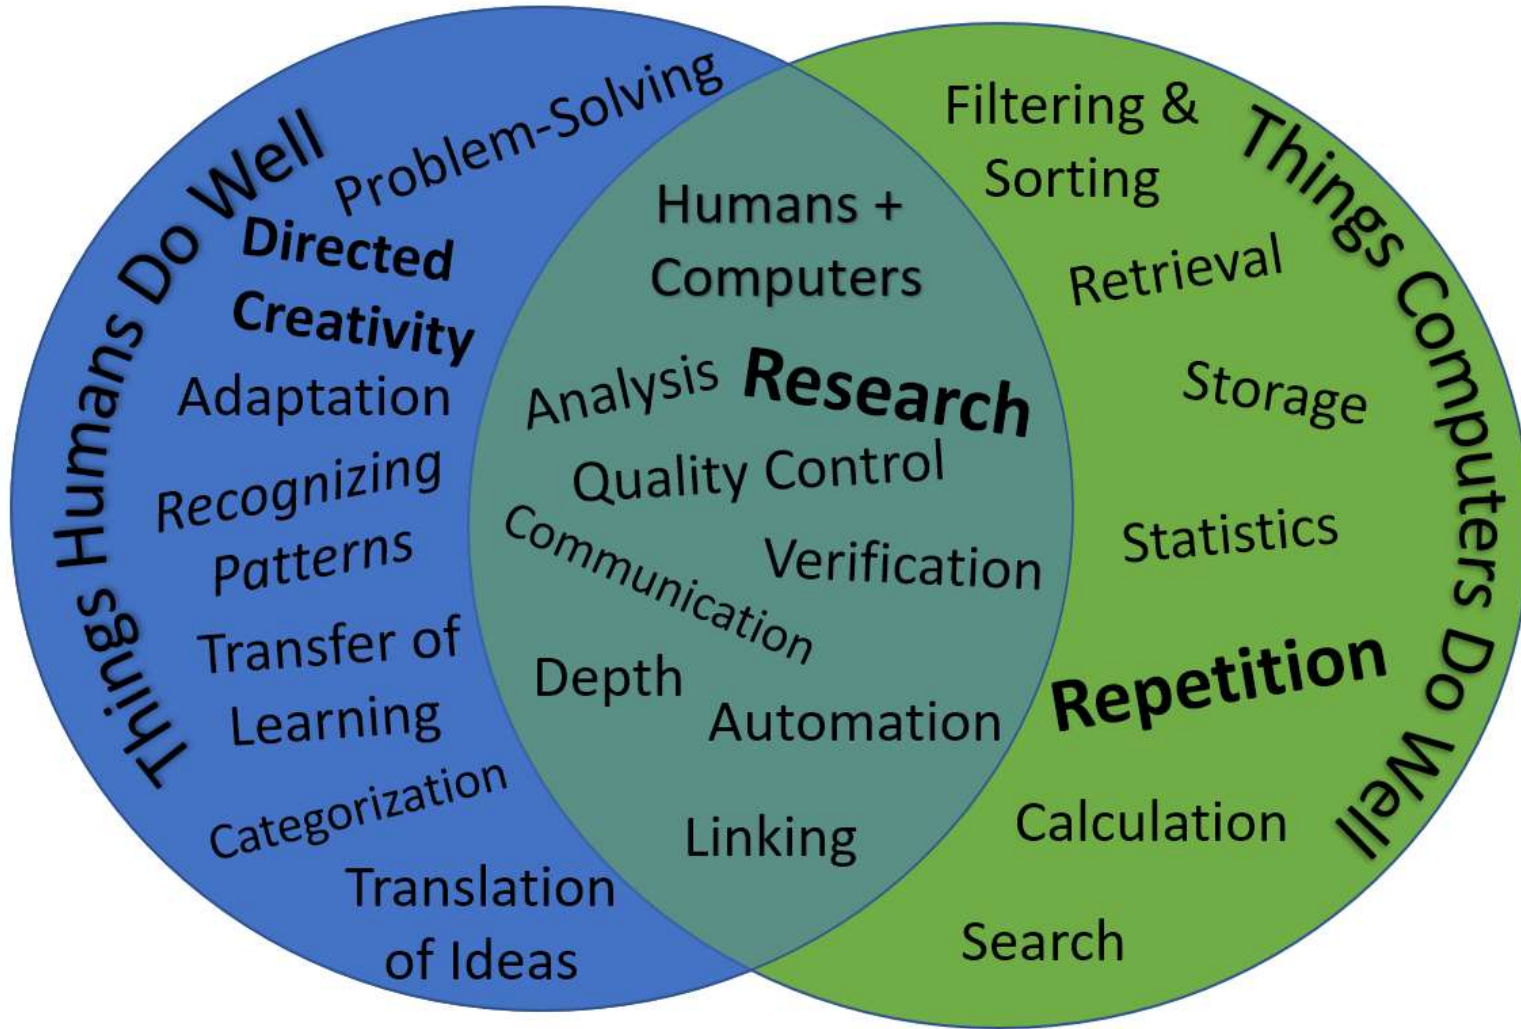 Things Humans Do Well
Problem-Solving
Directed
Creativity
Adaptation
Recognizing
Patterns
Transfer of
Learning
Categorization
Translation
of Ideas
Humans +
Computers
Analysis
Research
Quality Control
Communication
Verification
Depth
Automation
Linking
Things Computers Do Well
Filtering &
Sorting
Retrieval
Storage
Statistics
Repetition
Calculation
Search